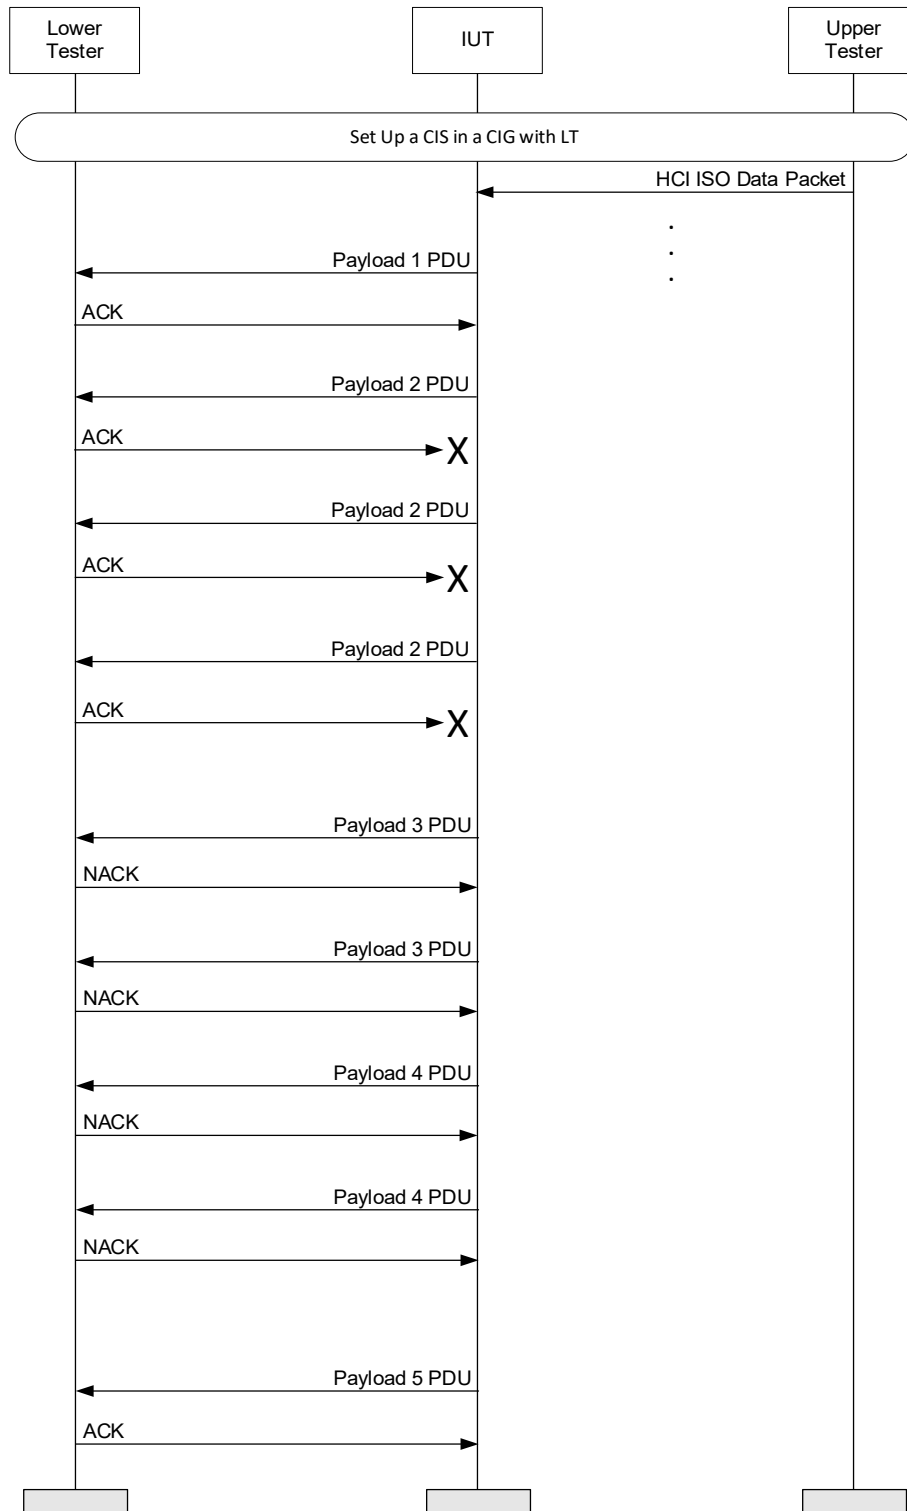 Lower
Tester
IUT
Upper
Tester
Set Up a CIS in a CIG with LT
HCI ISO Data Packet
.
.
.
Payload 1 PDU
ACK
Payload 2 PDU
ACK
X
Payload 2 PDU
ACK
X
Payload 2 PDU
ACK
X
Payload 3 PDU
NACK
Payload 3 PDU
NACK
Payload 4 PDU
NACK
Payload 4 PDU
NACK
Payload 5 PDU
ACK